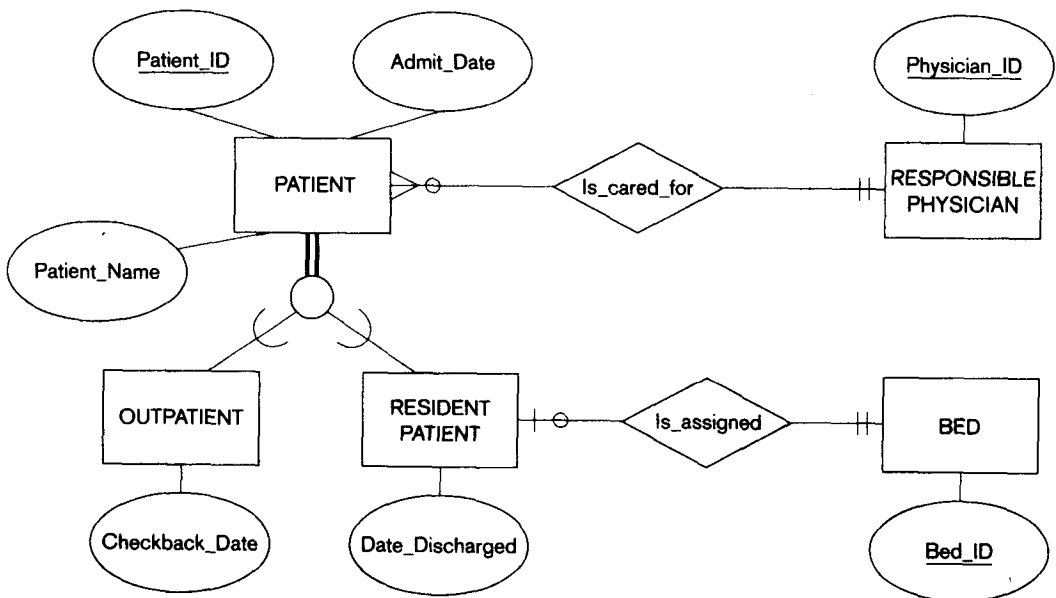 Patient_ID
Admit_Date
Physician_ID
PATIENT
Is_cared_for
RESPONSIBLE
PHYSICIAN
Patient_Name
OUTPATIENT
RESIDENT
PATIENT
Is_assigned
BED
Checkback_Date
Date_Discharged
Bed_ID